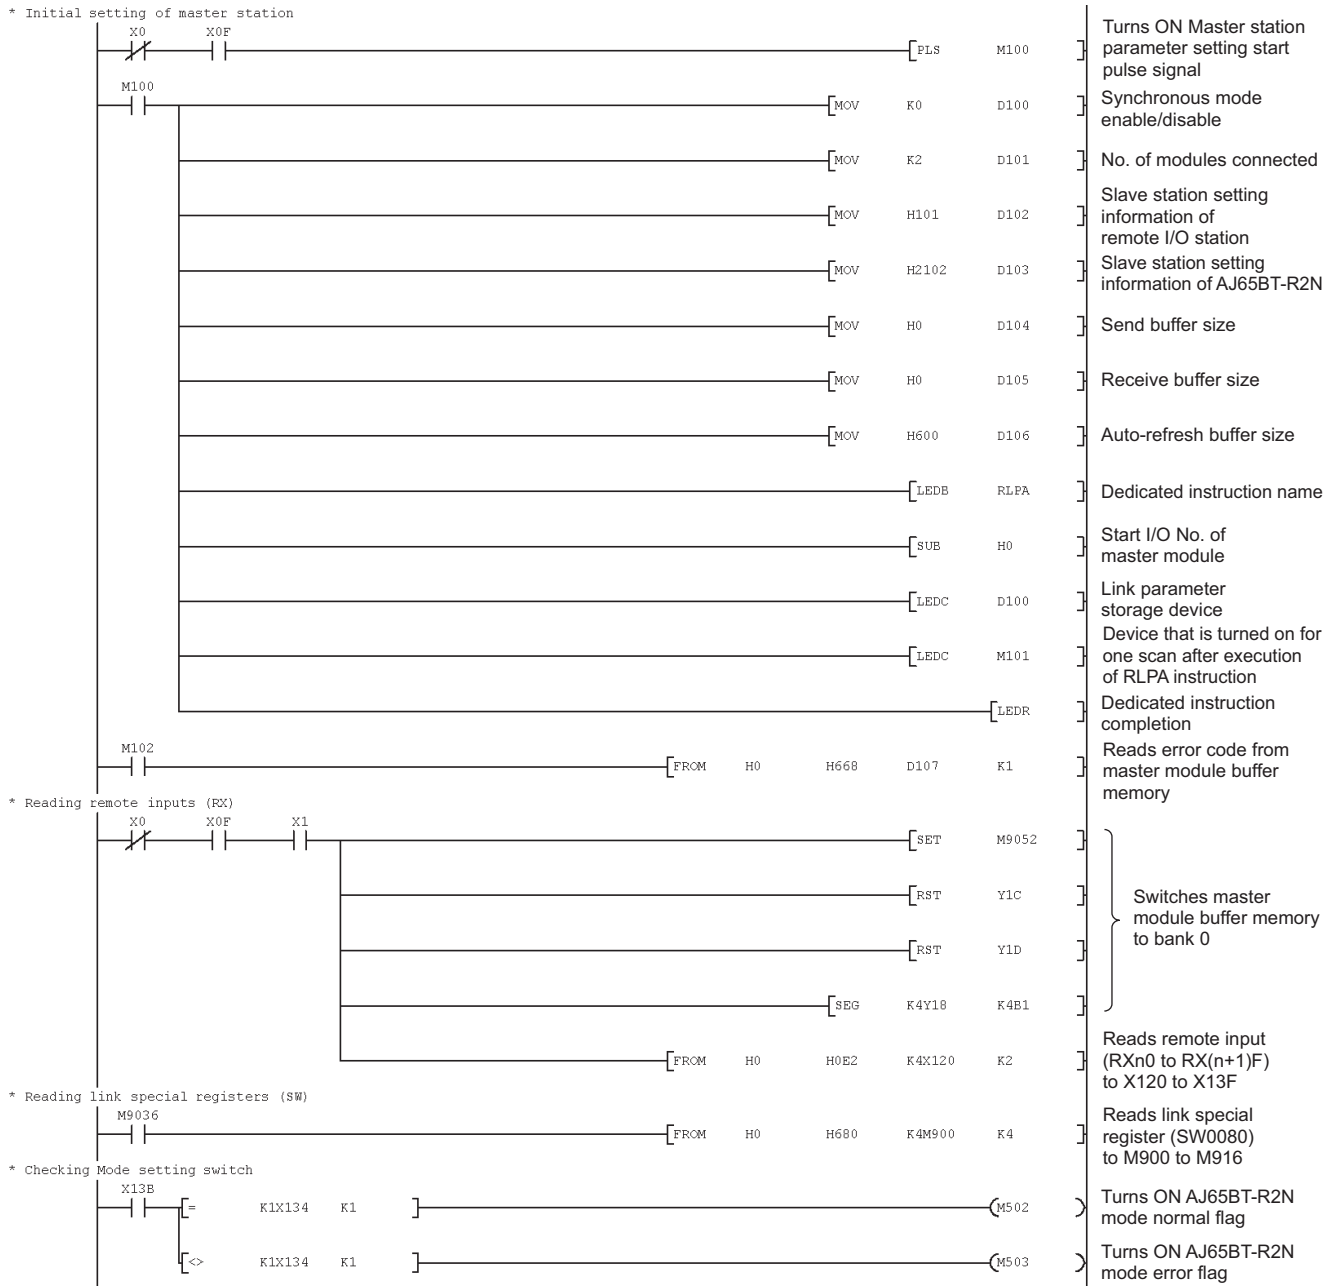 * Initial setting of master station
X0 X0F
PLS M100
Turns ON Master station
parameter setting start
pulse signal
M100
MOV K0 D100
Synchronous mode
enable/disable
MOV K2 D101
No. of modules connected
MOV H101 D102
Slave station setting
information of
remote I/O station
MOV H2102 D103
Slave station setting
information of AJ65BT-R2N
MOV H0 D104
Send buffer size
MOV H0 D105
Receive buffer size
MOV H600 D106
Auto-refresh buffer size
LEDB RLPA
Dedicated instruction name
SUB H0
Start I/O No. of
master module
LEDC D100
Link parameter
storage device
LEDC M101
Device that is turned on for
one scan after execution
of RLPA instruction
LEDR
Dedicated instruction
completion
M102
FROM H0 H668 D107 K1
Reads error code from
master module buffer
memory
* Reading remote inputs (RX)
X0 X0F X1
SET M9052
RST Y1C
RST Y1D
SEG K4Y18 K4B1
Switches master
module buffer memory
to bank 0
FROM H0 H0E2 K4X120 K2
Reads remote input
(RXn0 to RX(n+1)F)
to X120 to X13F
* Reading link special registers (SW)
M9036
FROM H0 H680 K4M900 K4
Reads link special
register (SW0080)
to M900 to M916
* Checking Mode setting switch
X13B
= K1X134 K1
M502
Turns ON AJ65BT-R2N
mode normal flag
<> K1X134 K1
M503
Turns ON AJ65BT-R2N
mode error flag